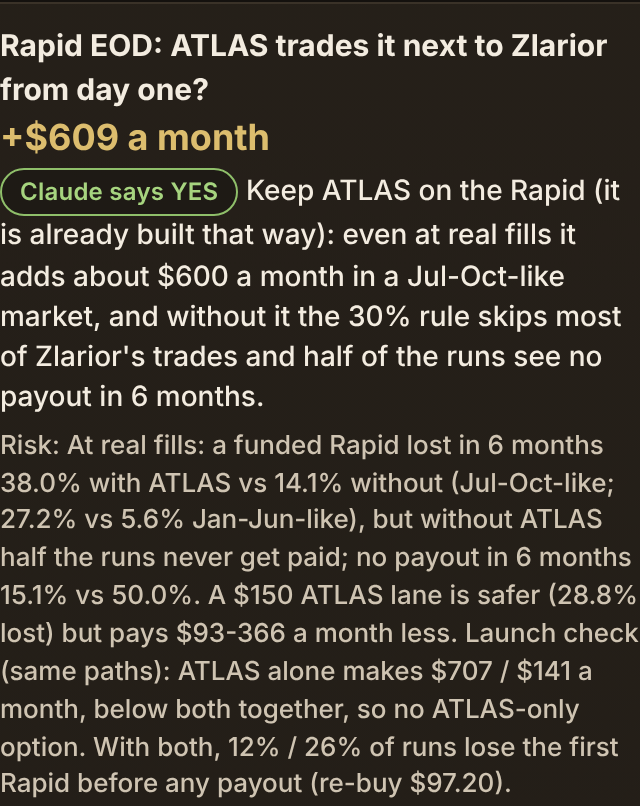 Rapid EOD: ATLAS trades it next to Zlarior
from day one?
+$609 a month
Claude says YES Keep ATLAS on the Rapid (it
is already built that way): even at real fills it
adds about $600 a month in a Jul-Oct-like
market, and without it the 30% rule skips most
of Zlarior's trades and half of the runs see no
payout in 6 months.
Risk: At real fills: a funded Rapid lost in 6 months
38.0% with ATLAS vs 14.1% without (Jul-Oct-like;
27.2% vs 5.6% Jan-Jun-like), but without ATLAS
half the runs never get paid; no payout in 6 months
15.1% vs 50.0%. A $150 ATLAS lane is safer (28.8%
lost) but pays $93-366 a month less. Launch check
(same paths): ATLAS alone makes $707 / $141 a
month, below both together, so no ATLAS-only
option. With both, 12% / 26% of runs lose the first
Rapid before any payout (re-buy $97.20).